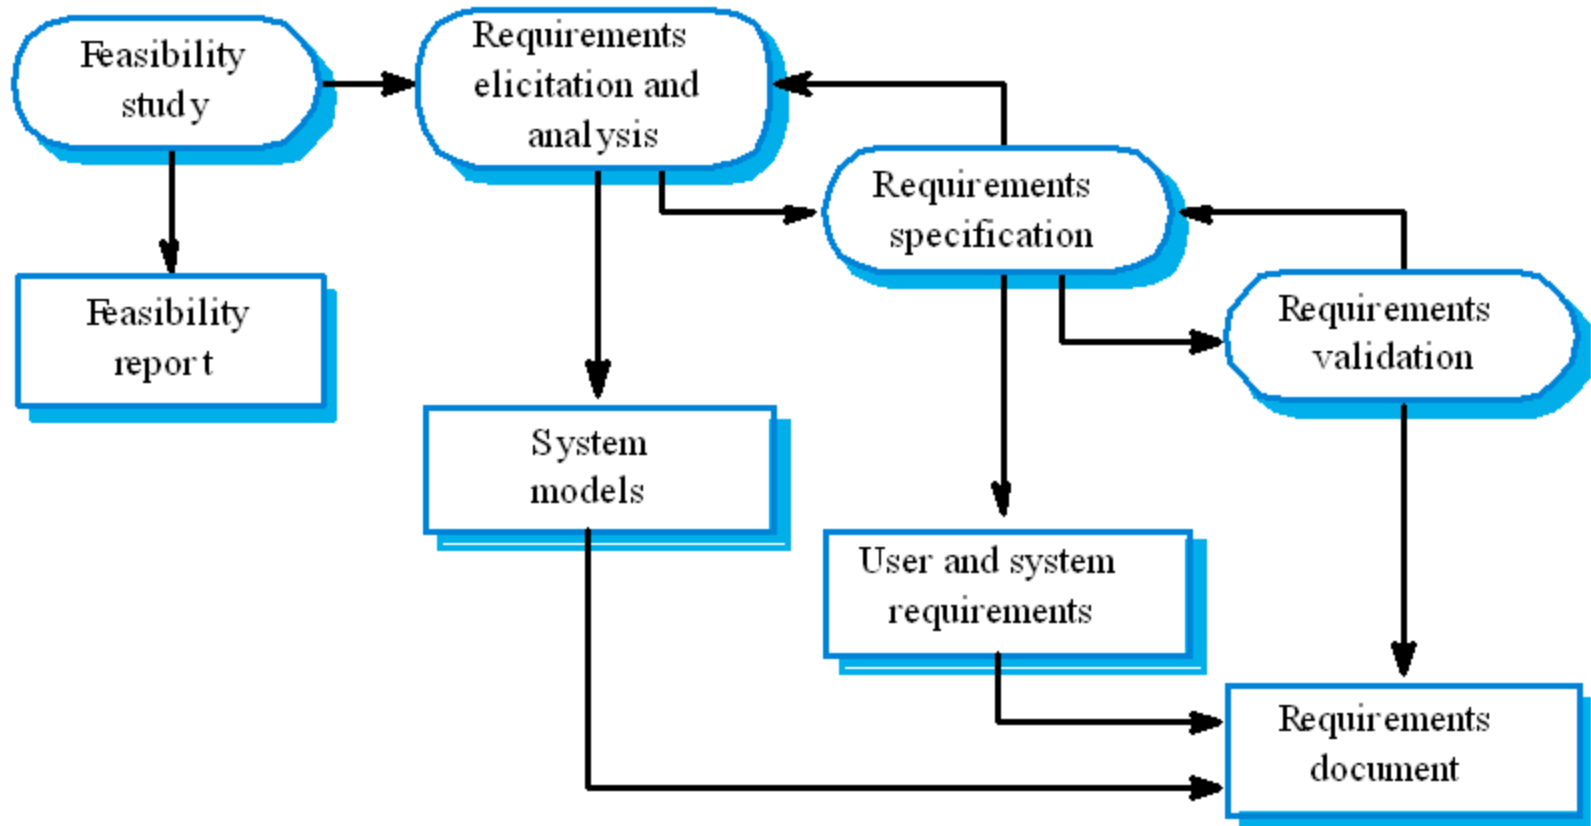 Feasibility
study
Requirements
elicitation and
analysis
Requirements
specification
Requirements
validation
Feasibility
report
System
models
User and system
requirements
Requirements
document